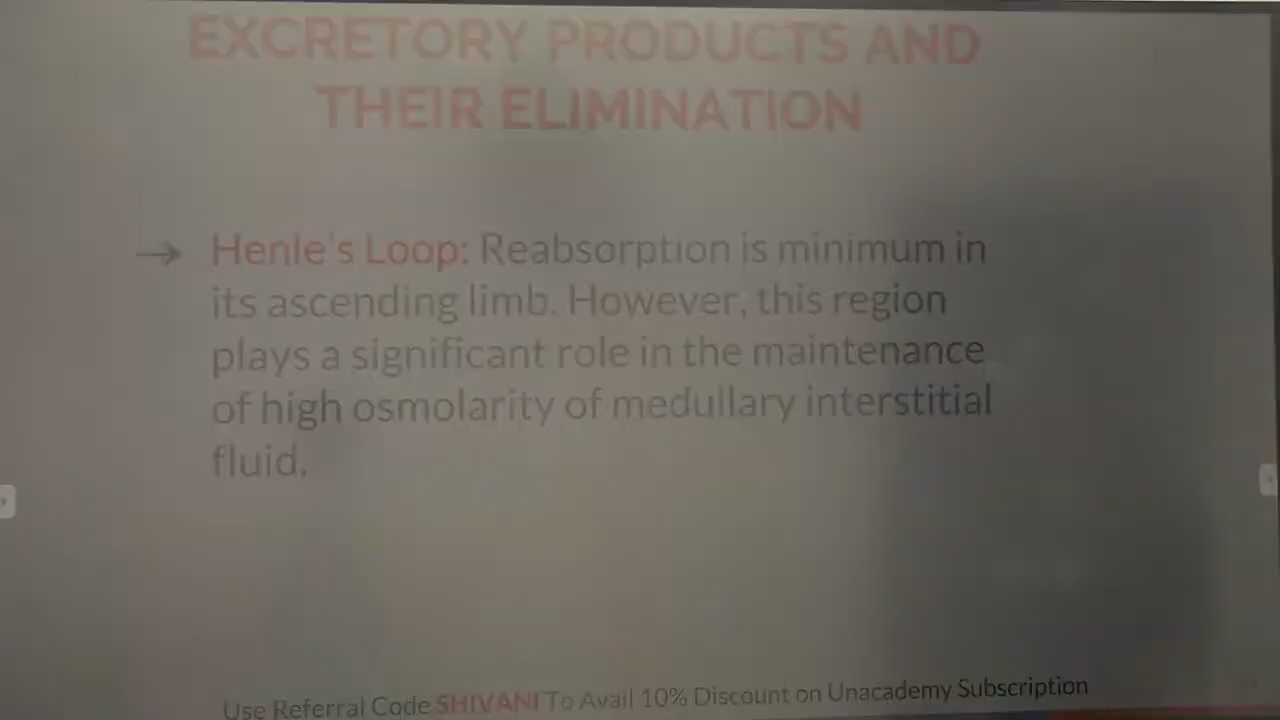 EXCRETORY PRODUCTS AND
THEIR ELIMINATION
→ Henle's Loop: Reabsorption is minimum in
its ascending limb. However, this region
plays a significant role in the maintenance
of high osmolarity of medullary interstitial
fluid.
Use Referral Code SHIVANI To Avail 10% Discount on Unacademy Subscription